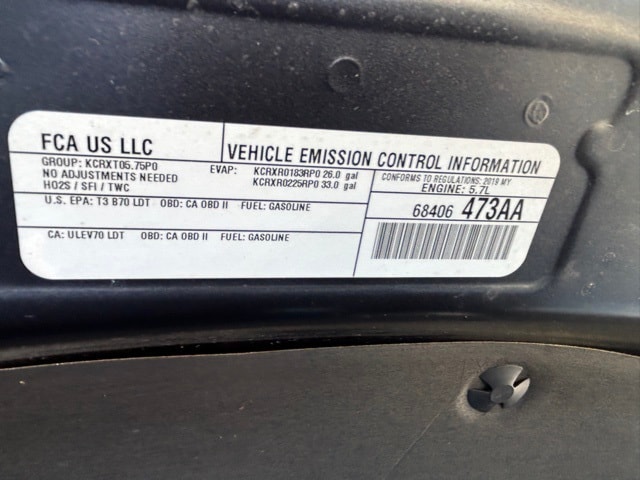 FCA US LLC
VEHICLE EMISSION CONTROL INFORMATION
GROUP: KCRXT05.75P0
NO ADJUSTMENTS NEEDED
HO2S / SFI / TWC
EVAP: KCRXR0183RP0 26.0 gal
KCRXR0225RP0 33.0 gal
CONFORMS TO REGULATIONS: 2019 MY
ENGINE: 5.7L
U.S. EPA: T3 B70 LDT OBD: CA OBD II FUEL: GASOLINE
68406 473AA
CA: ULEV70 LDT OBD: CA OBD II FUEL: GASOLINE